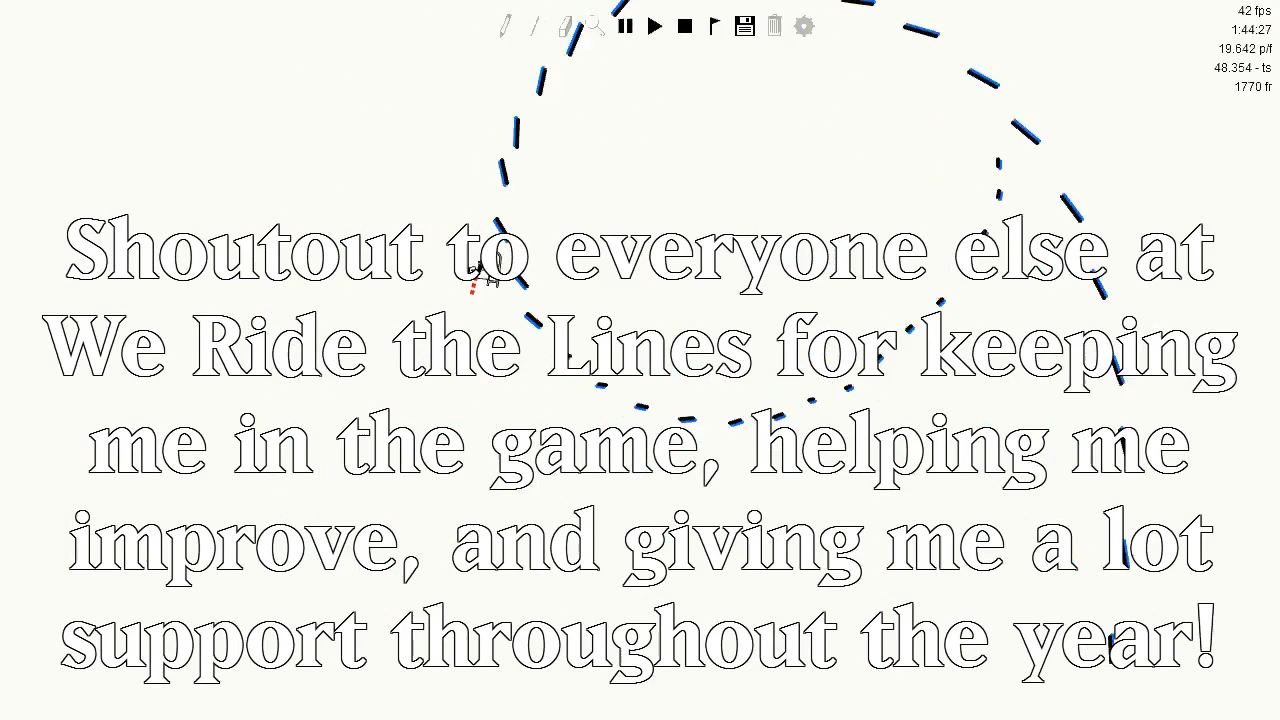 42 fps
1:44:27
19.642 p/f
48.354 - ts
1770 fr
Shoutout to everyone else at
We Ride the Lines for keeping
me in the game, helping me
improve, and giving me a lot
support throughout the year!